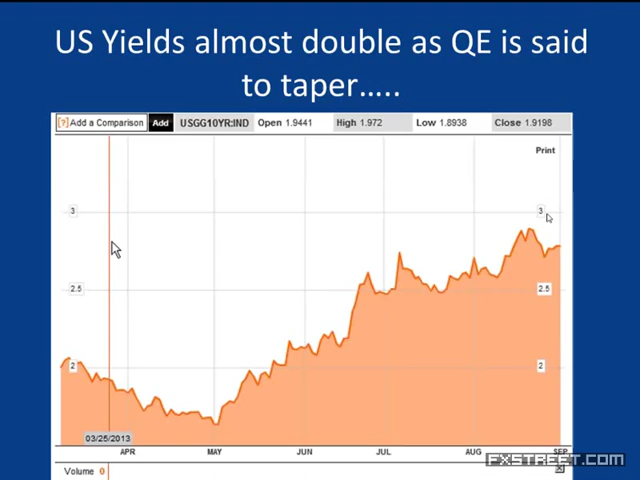 US Yields almost double as QE is said
to taper.....
[?] Add a Comparison Add USGG10YR:IND Open 1.9441 High 1.972 Low 1.8938 Close 1.9198
Print
3 3
2.5 2.5
2 2
03/25/2013
APR MAY JUN JUL AUG SEP
FXSTREET.COM
Volume 0